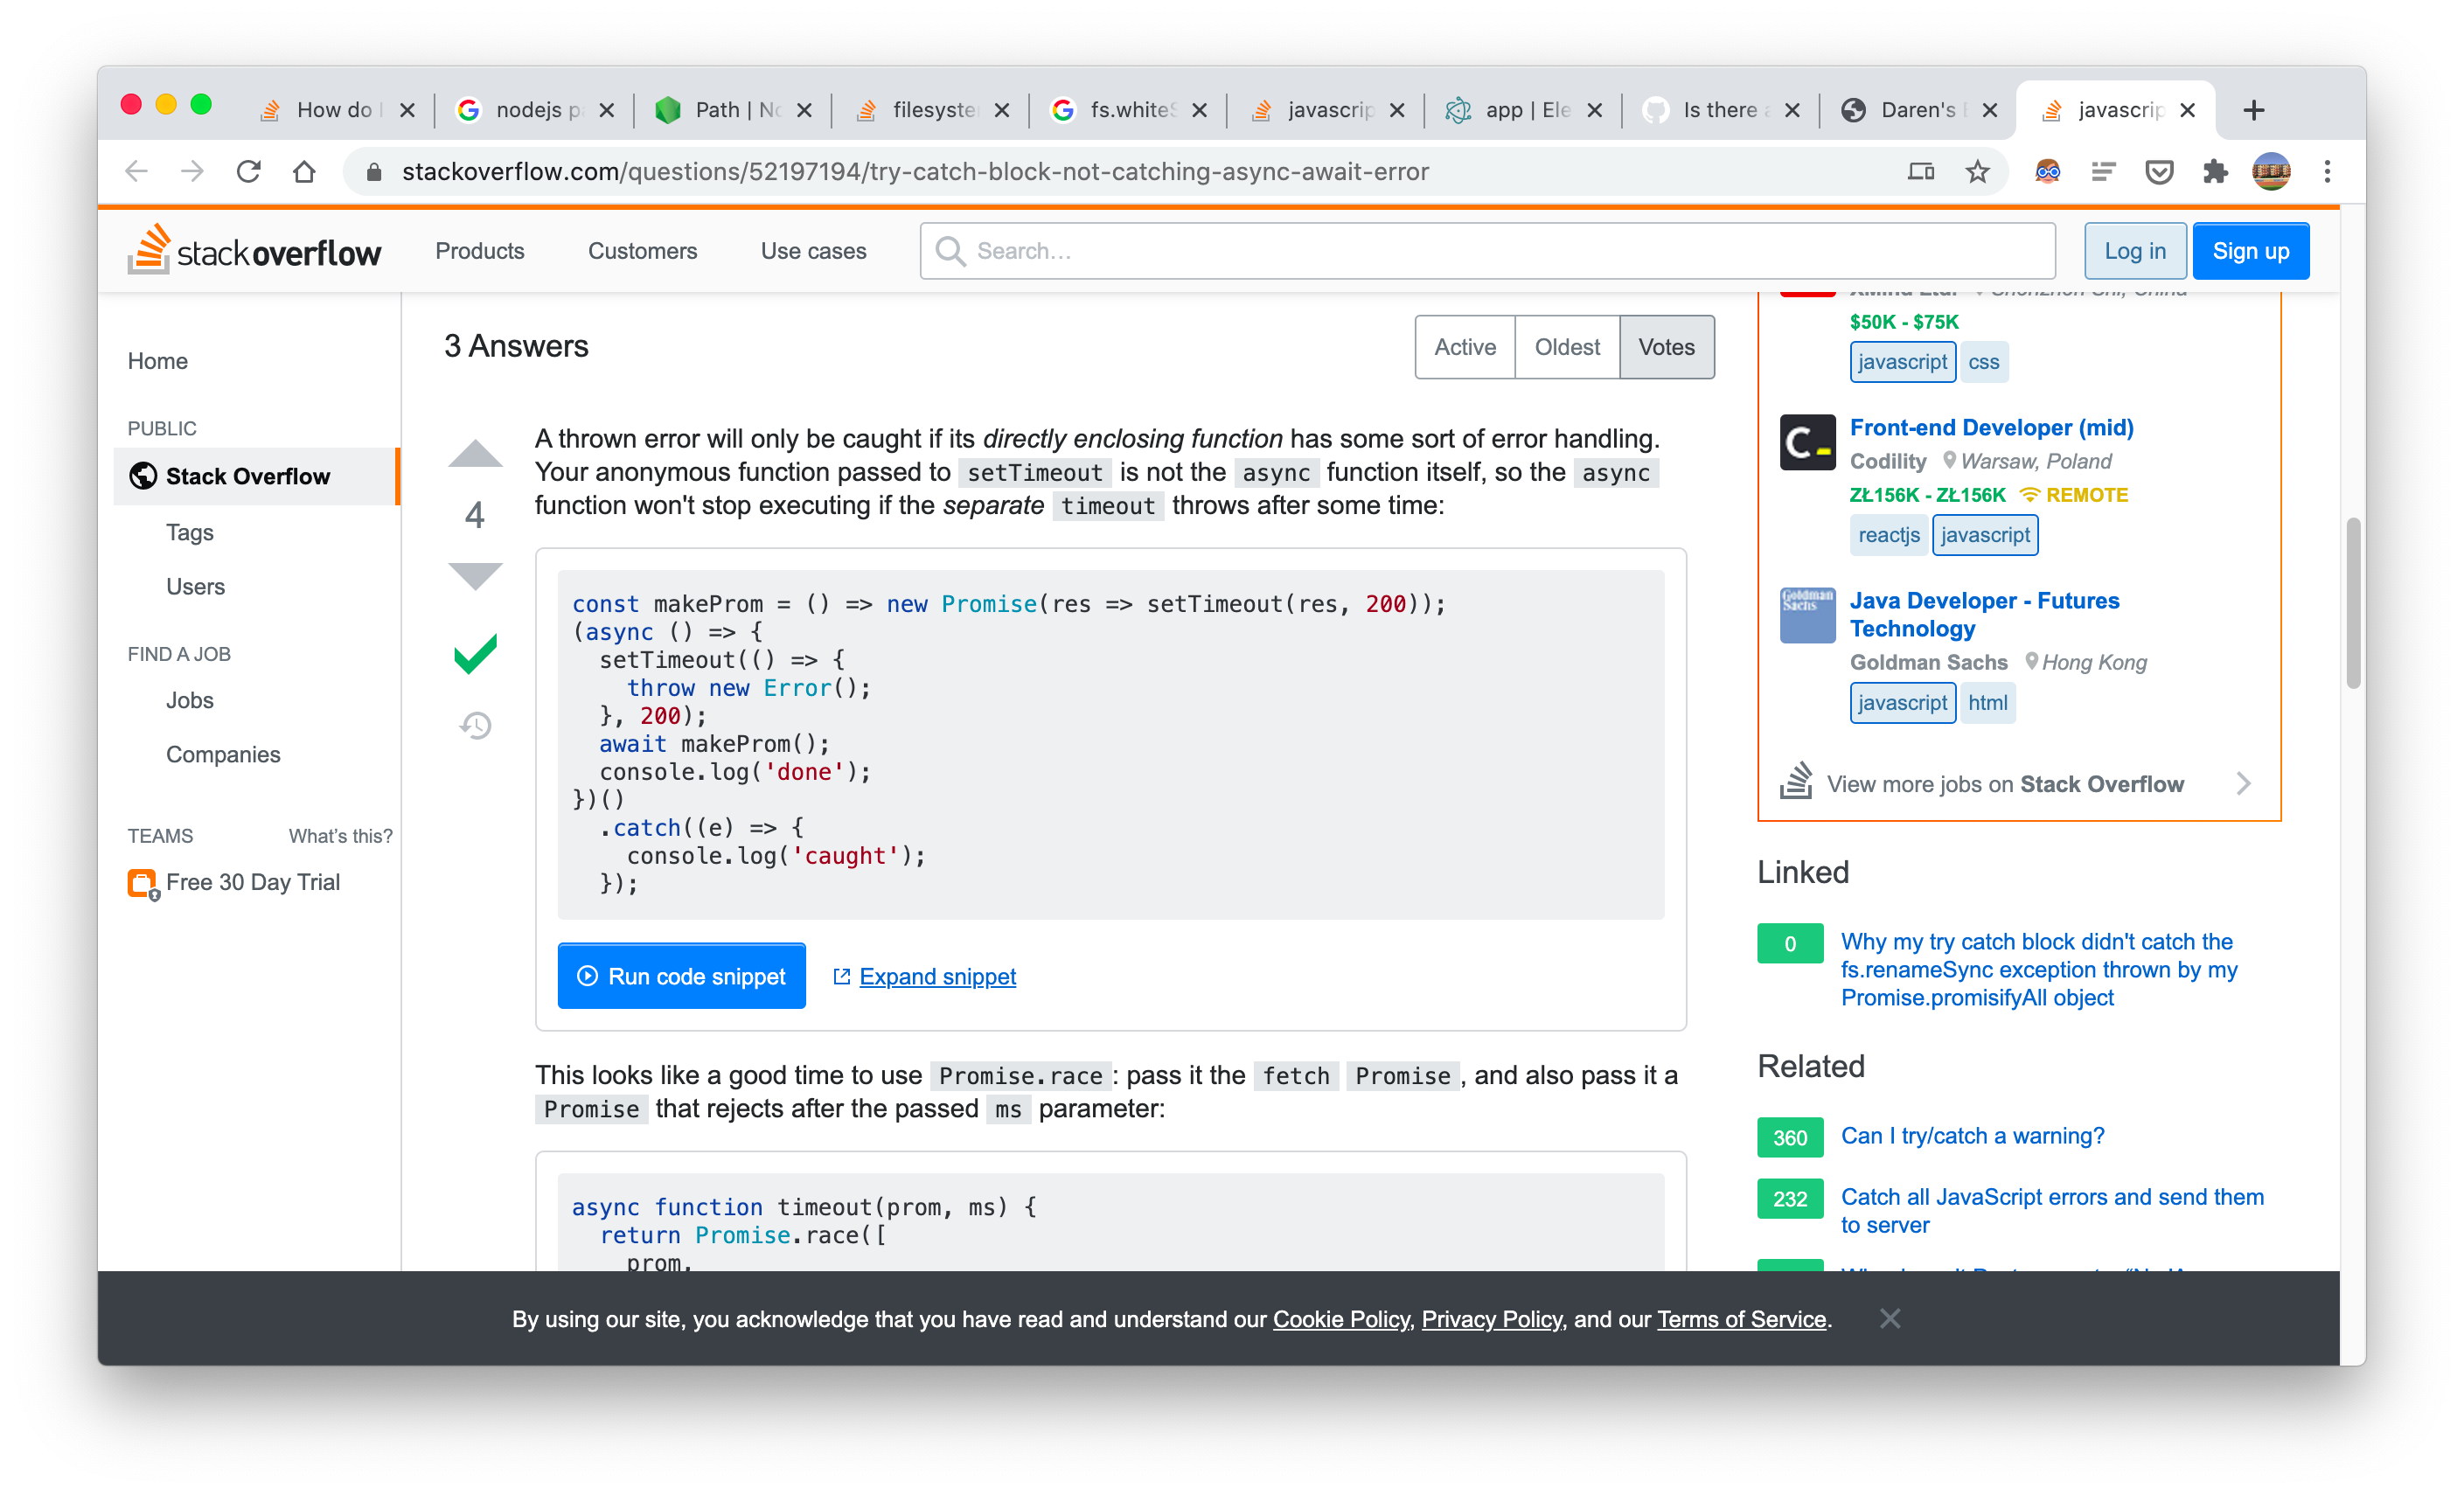 How do
nodejs p
Path | No
filesyste
fs.whiteS
javascrip
app | Ele
Is there a
Daren's
javascrip
stackoverflow.com/questions/52197194/try-catch-block-not-catching-async-await-error
stackoverflow
Products
Customers
Use cases
Search…
Log in
Sign up
Home
PUBLIC
Stack Overflow
Tags
Users
FIND A JOB
Jobs
Companies
TEAMS
What's this?
Free 30 Day Trial
3 Answers
Active
Oldest
Votes
4
A thrown error will only be caught if its directly enclosing function has some sort of error handling.
Your anonymous function passed to setTimeout is not the async function itself, so the async
function won't stop executing if the separate timeout throws after some time:
const makeProm = () => new Promise(res => setTimeout(res, 200));
(async () => {
  setTimeout(() => {
    throw new Error();
  }, 200);
  await makeProm();
  console.log('done');
})()
  .catch((e) => {
    console.log('caught');
  });
Run code snippet
Expand snippet
This looks like a good time to use Promise.race: pass it the fetch Promise, and also pass it a
Promise that rejects after the passed ms parameter:
async function timeout(prom, ms) {
  return Promise.race([
    prom,
$50K - $75K
javascript css
Front-end Developer (mid)
Codility Warsaw, Poland
ZŁ156K - ZŁ156K REMOTE
reactjs javascript
Goldman
Sachs
Java Developer - Futures
Technology
Goldman Sachs Hong Kong
javascript html
View more jobs on Stack Overflow
Linked
0
Why my try catch block didn't catch the
fs.renameSync exception thrown by my
Promise.promisifyAll object
Related
360
Can I try/catch a warning?
232
Catch all JavaScript errors and send them
to server
By using our site, you acknowledge that you have read and understand our Cookie Policy, Privacy Policy, and our Terms of Service.